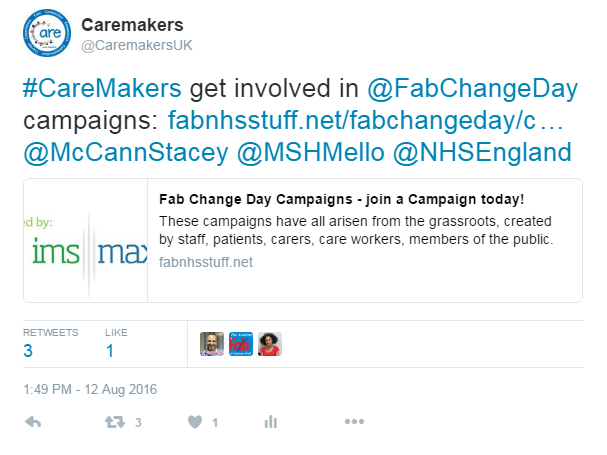 Caremakers
@CaremakersUK
are
#CareMakers get involved in @FabChangeDay
campaigns: fabnhsstuff.net/fabchangeday/c…
@McCannStacey @MSHMello @NHSEngland
d by:
ims max
Fab Change Day Campaigns - join a Campaign today!
These campaigns have all arisen from the grassroots, created
by staff, patients, carers, care workers, members of the public.
fabnhsstuff.net
RETWEETS LIKE
3 1
Fab
1:49 PM - 12 Aug 2016
3 1